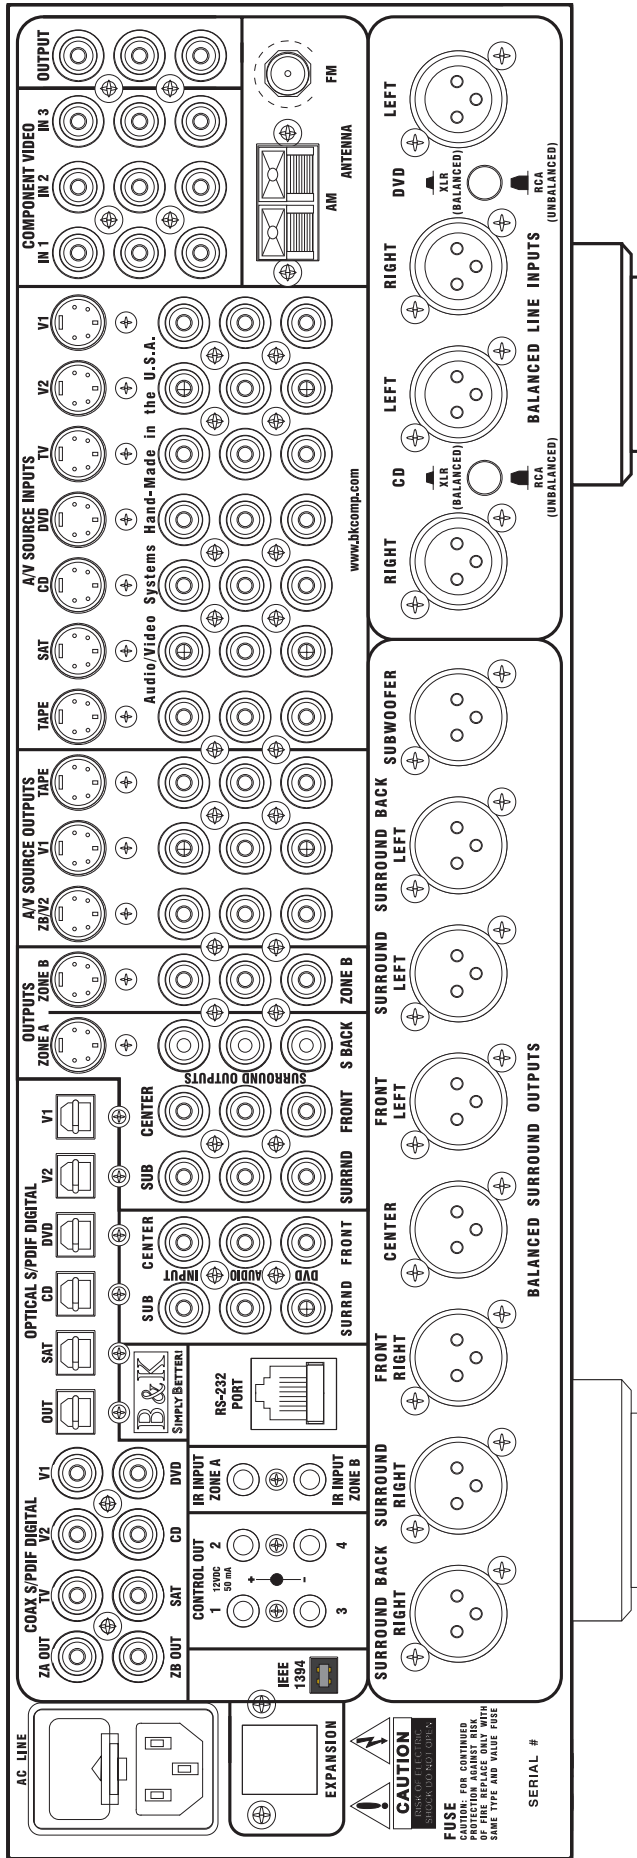 AC LINE
COAX S/PDIF DIGITAL
ZA OUT
TV
V2
V1
ZB OUT
SAT
CD
DVD
OPTICAL S/PDIF DIGITAL
OUT
SAT
CD
DVD
V2
V1
OUTPUTS
ZONE A
ZONE B
A/V SOURCE OUTPUTS
ZB/V2
V1
TAPE
A/V SOURCE INPUTS
TAPE
SAT
CD
DVD
TV
V2
V1
COMPONENT VIDEO
IN 1
IN 2
IN 3
OUTPUT
Audio/Video Systems Hand-Made in the U.S.A.
www.bkcomp.com
B&K
SIMPLY BETTER!
SUB
CENTER
DVD
AUDIO
INPUT
SURRND
FRONT
SUB
CENTER
SURROUND OUTPUTS
SURRND
FRONT
S BACK
ZONE B
FM
AM
ANTENNA
EXPANSION
IEEE
1394
CONTROL OUT
1
12VDC
50 mA
2
+
-
3
4
IR INPUT
ZONE A
IR INPUT
ZONE B
RS-232
PORT
CAUTION
RISK OF ELECTRIC
SHOCK DO NOT OPEN
FUSE
CAUTION: FOR CONTINUED
PROTECTION AGAINST RISK
OF FIRE REPLACE ONLY WITH
SAME TYPE AND VALUE FUSE
SERIAL #
SURROUND BACK
RIGHT
SURROUND
RIGHT
FRONT
RIGHT
CENTER
FRONT
LEFT
SURROUND
LEFT
SURROUND BACK
LEFT
SUBWOOFER
BALANCED SURROUND OUTPUTS
RIGHT
CD
LEFT
XLR
(BALANCED)
RCA
(UNBALANCED)
RIGHT
DVD
LEFT
XLR
(BALANCED)
RCA
(UNBALANCED)
BALANCED LINE INPUTS